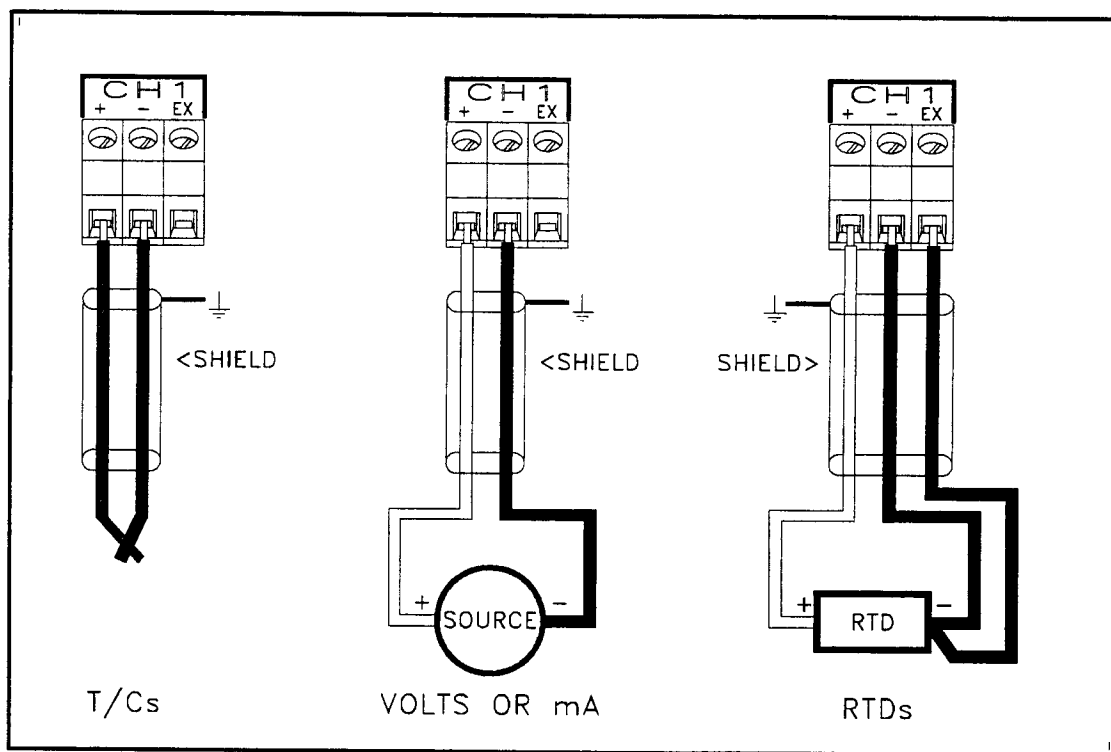 CH1
+ - EX
<SHIELD
T/Cs
CH1
+ - EX
<SHIELD
+ SOURCE -
VOLTS OR mA
CH1
+ - EX
SHIELD>
+ RTD -
RTDs